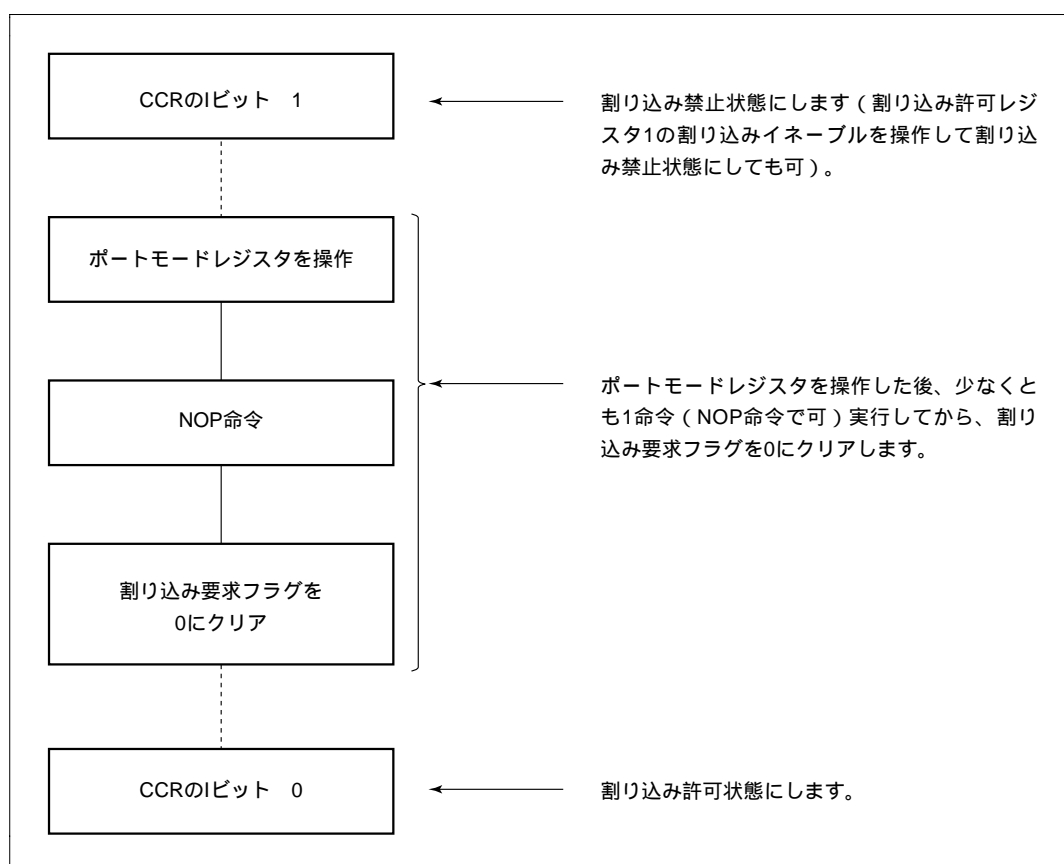 CCRのIビット　1
割り込み禁止状態にします（割り込み許可レジ
スタ1の割り込みイネーブルを操作して割り込
み禁止状態にしても可）。
ポートモードレジスタを操作
NOP命令
ポートモードレジスタを操作した後、少なくと
も1命令（NOP命令で可）実行してから、割り
込み要求フラグを0にクリアします。
割り込み要求フラグを
0にクリア
CCRのIビット　0
割り込み許可状態にします。